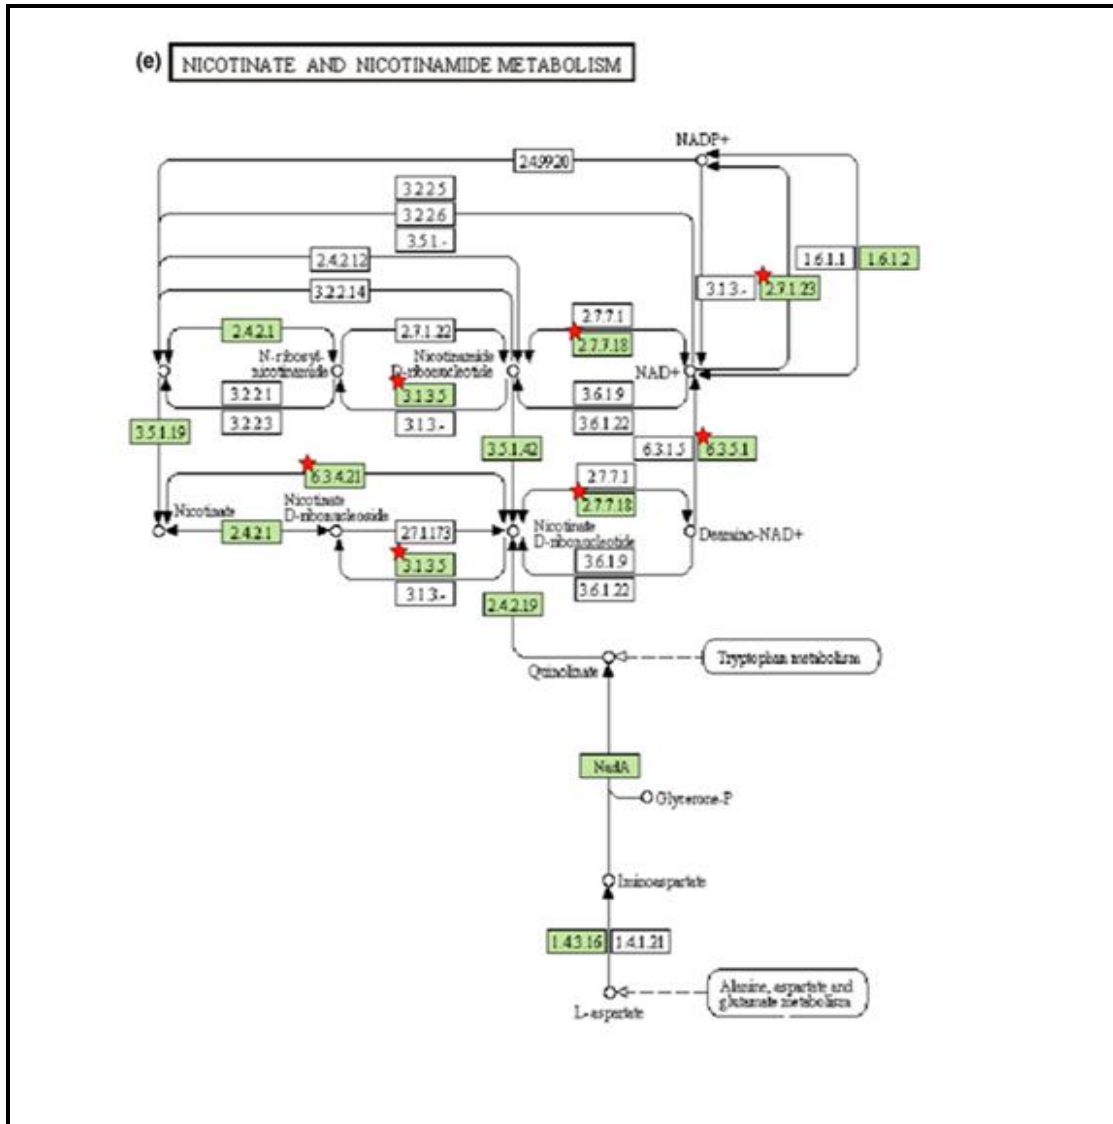 (e) NICOTINATE AND NICOTINAMIDE METABOLISM
NADP+
2.4.99.20
3.2.2.5
3.2.2.6
3.5.1.-
2.4.2.12
3.2.2.14
1.6.1.1
1.6.1.2
3.1.3.-
2.7.1.23
2.4.2.1
2.7.1.22
2.7.7.1
2.7.7.18
N-ribosyl-
nicotinamide
Nicotinamide
D-ribonucleotide
NAD+
3.2.2.1
3.2.2.3
3.1.3.5
3.1.3.-
3.6.1.9
3.6.1.22
3.5.1.19
3.5.1.42
6.3.1.5
6.3.5.1
6.3.4.21
2.7.7.1
2.7.7.18
Nicotinate
Nicotinate
D-ribonucleoside
2.4.2.1
2.7.1.173
Nicotinate
D-ribonucleotide
Deamino-NAD+
3.1.3.5
3.1.3.-
3.6.1.9
3.6.1.22
2.4.2.19
Quinolinate
Tryptophan metabolism
NadA
Glycerone-P
Iminoaspartate
1.4.3.16
1.4.1.21
L-aspartate
Alanine, aspartate and
glutamate metabolism